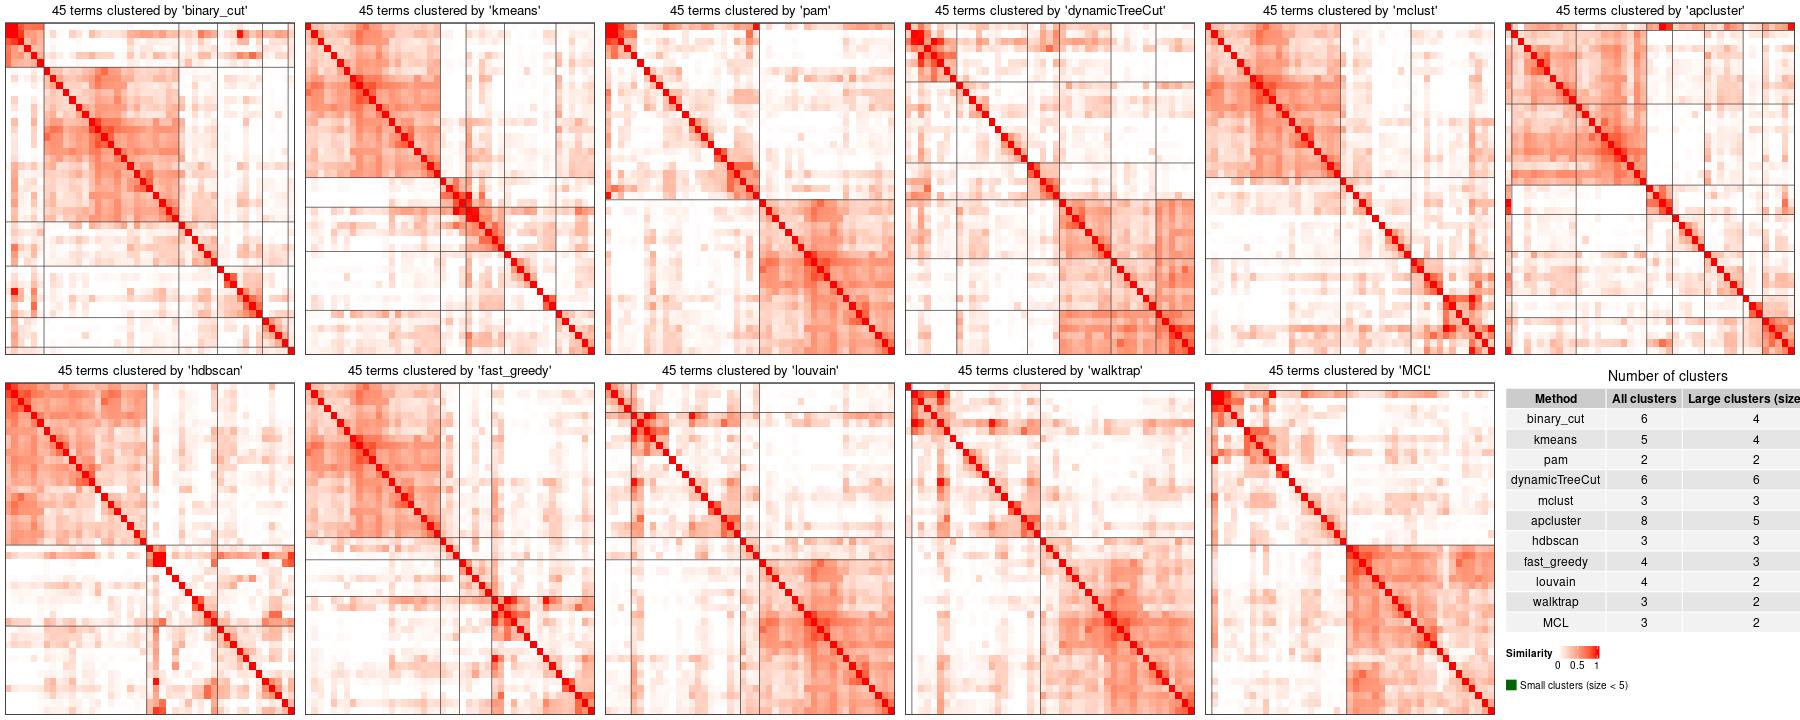 45 terms clustered by 'binary_cut'
45 terms clustered by 'kmeans'
45 terms clustered by 'pam'
45 terms clustered by 'dynamicTreeCut'
45 terms clustered by 'mclust'
45 terms clustered by 'apcluster'
45 terms clustered by 'hdbscan'
45 terms clustered by 'fast_greedy'
45 terms clustered by 'louvain'
45 terms clustered by 'walktrap'
45 terms clustered by 'MCL'
Number of clusters
Method All clusters Large clusters (size
binary_cut 6 4
kmeans 5 4
pam 2 2
dynamicTreeCut 6 6
mclust 3 3
apcluster 8 5
hdbscan 3 3
fast_greedy 4 3
louvain 4 2
walktrap 3 2
MCL 3 2
Similarity
0 0.5 1
Small clusters (size < 5)